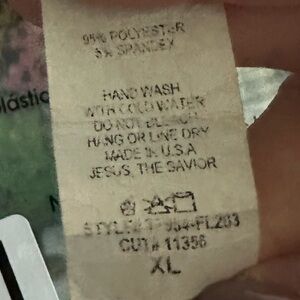 95% POLYESTER
5% SPANDEX
HAND WASH
WITH COLD WATER
DO NOT BLEACH
HANG OR LINE DRY
MADE IN U.S.A
JESUS, THE SAVIOR
CUT# 11356
XL
lástic